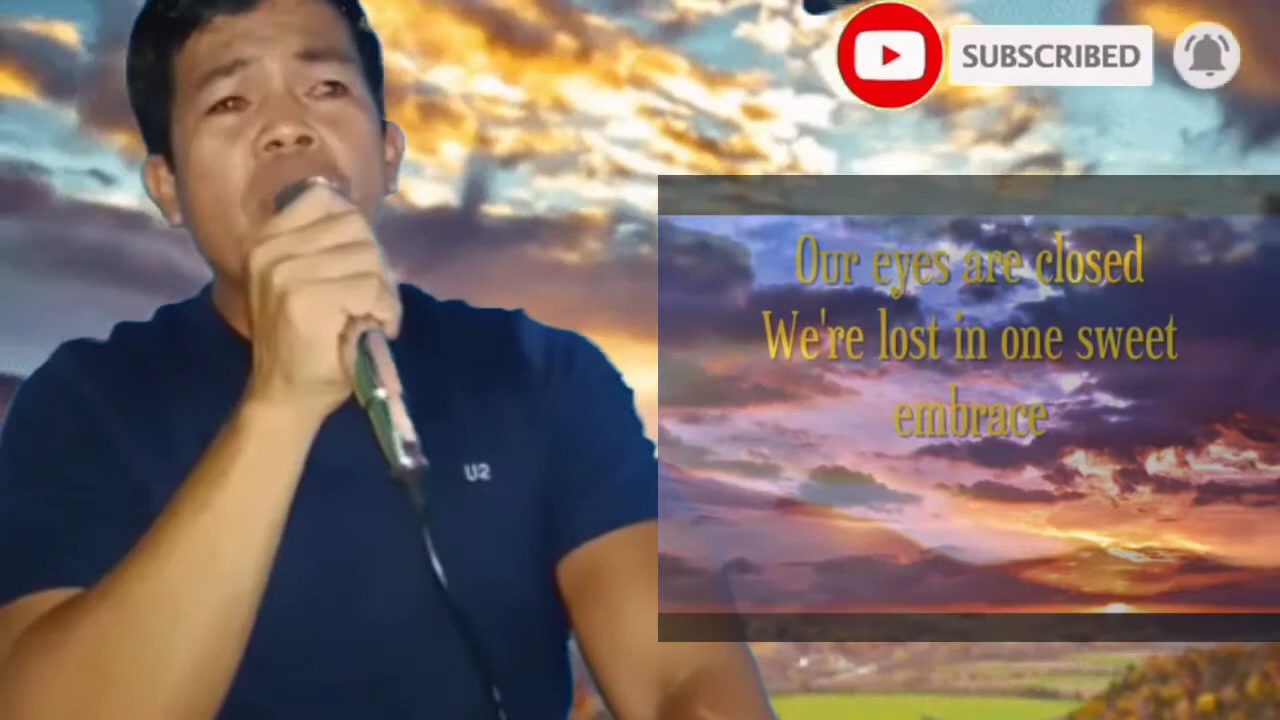 SUBSCRIBED
Our eyes are closed
We're lost in one sweet
embrace
U2